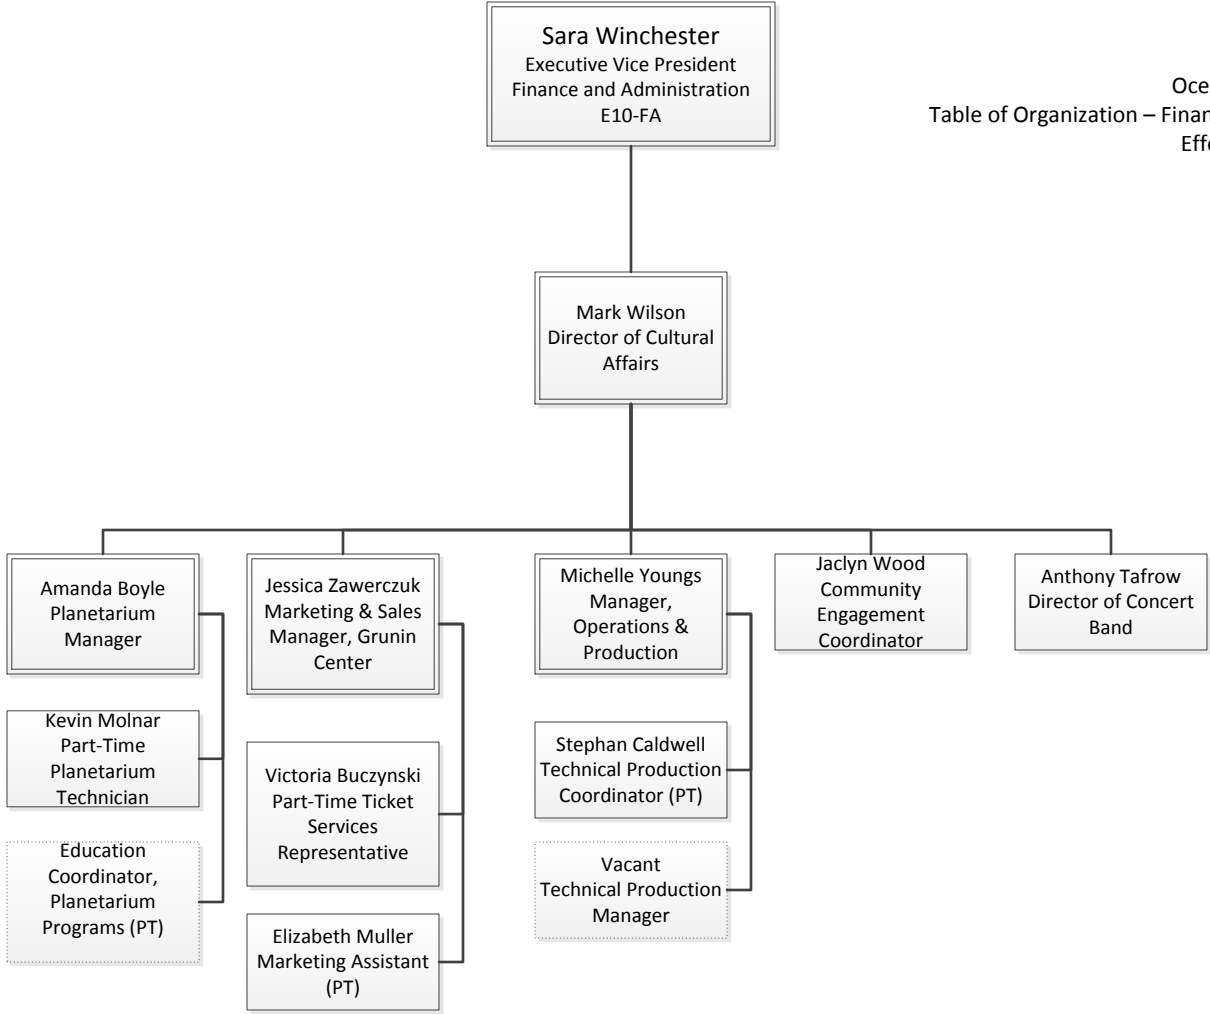 Sara Winchester
Executive Vice President
Finance and Administration
E10-FA
Oce
Table of Organization – Finan
Effe
Mark Wilson
Director of Cultural
Affairs
Amanda Boyle
Planetarium
Manager
Jessica Zawerczuk
Marketing & Sales
Manager, Grunin
Center
Michelle Youngs
Manager,
Operations &
Production
Jaclyn Wood
Community
Engagement
Coordinator
Anthony Tafrow
Director of Concert
Band
Kevin Molnar
Part-Time
Planetarium
Technician
Victoria Buczynski
Part-Time Ticket
Services
Representative
Stephan Caldwell
Technical Production
Coordinator (PT)
Education
Coordinator,
Planetarium
Programs (PT)
Vacant
Technical Production
Manager
Elizabeth Muller
Marketing Assistant
(PT)